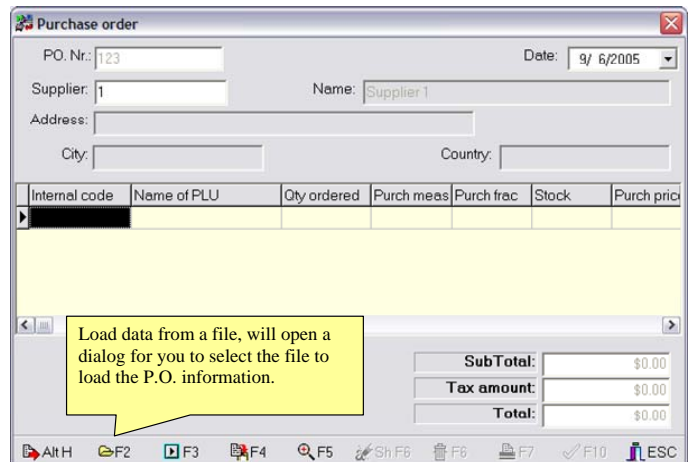 Purchase order
PO. Nr.: 123 Date: 9/ 6/2005
Supplier: 1 Name: Supplier 1
Address:
City: Country:
Internal code Name of PLU Qty ordered Purch meas Purch frac Stock Purch pric
Load data from a file, will open a
dialog for you to select the file to
load the P.O. information.
SubTotal: $0.00
Tax amount: $0.00
Total: $0.00
Alt H F2 F3 F4 F5 Sh F6 F6 F7 F10 ESC